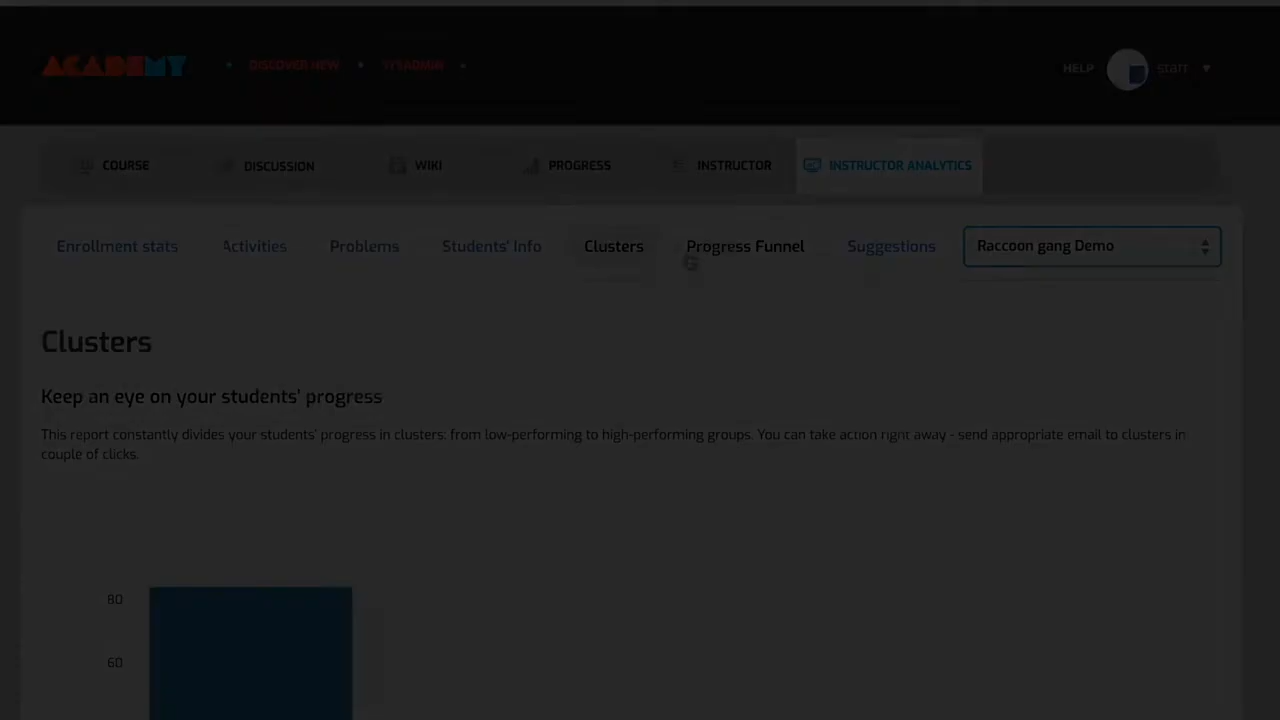 ACADEMY
DISCOVER NEW
SYSADMIN
HELP
staff
COURSE
DISCUSSION
WIKI
PROGRESS
INSTRUCTOR
INSTRUCTOR ANALYTICS
Enrollment stats
Activities
Problems
Students' Info
Clusters
Progress Funnel
Suggestions
Raccoon gang Demo
Clusters
Keep an eye on your students' progress
This report constantly divides your students' progress in clusters: from low-performing to high-performing groups. You can take action right away - send appropriate email to clusters in
couple of clicks.
80
60